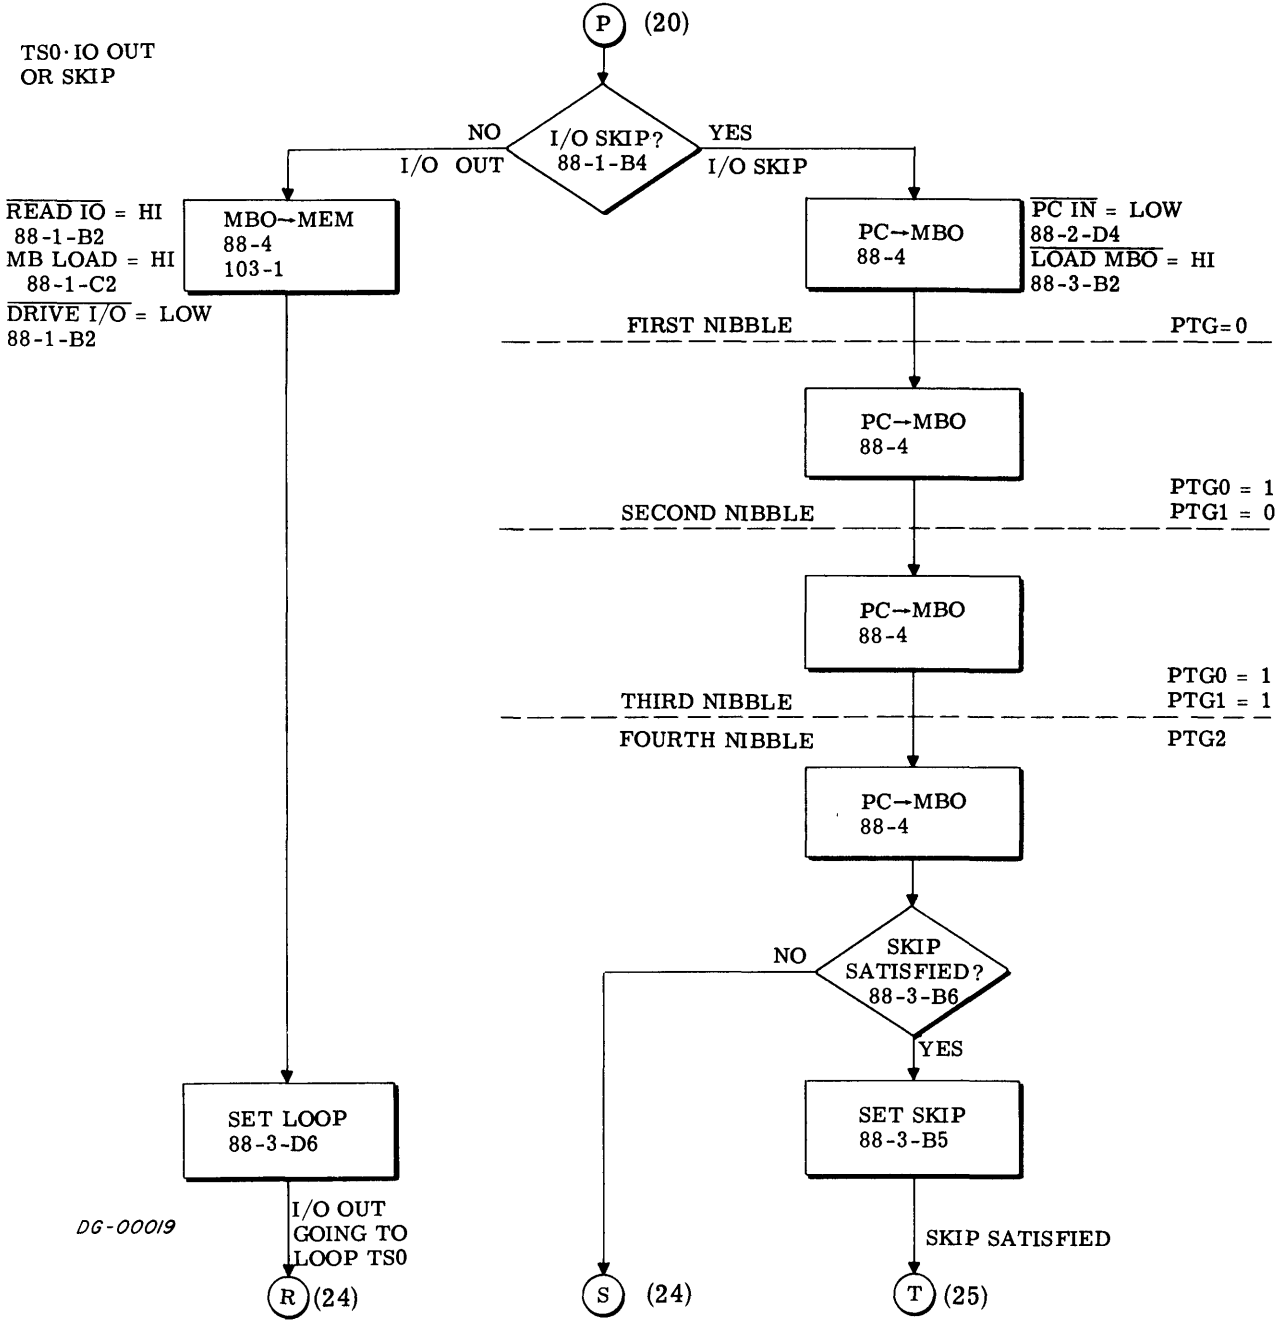 P (20)
TS0·IO OUT
OR SKIP
NO
I/O OUT
I/O SKIP?
88-1-B4
YES
I/O SKIP
READ IO = HI
88-1-B2
MB LOAD = HI
88-1-C2
DRIVE I/O = LOW
88-1-B2
MBO→MEM
88-4
103-1
PC→MBO
88-4
PC IN = LOW
88-2-D4
LOAD MBO = HI
88-3-B2
FIRST NIBBLE PTG=0
PC→MBO
88-4
PTG0 = 1
SECOND NIBBLE PTG1 = 0
PC→MBO
88-4
PTG0 = 1
THIRD NIBBLE PTG1 = 1
FOURTH NIBBLE PTG2
PC→MBO
88-4
NO
SKIP
SATISFIED?
88-3-B6
YES
SET LOOP
88-3-D6
SET SKIP
88-3-B5
I/O OUT
GOING TO
LOOP TS0
SKIP SATISFIED
DG-00019
R (24)
S (24)
T (25)